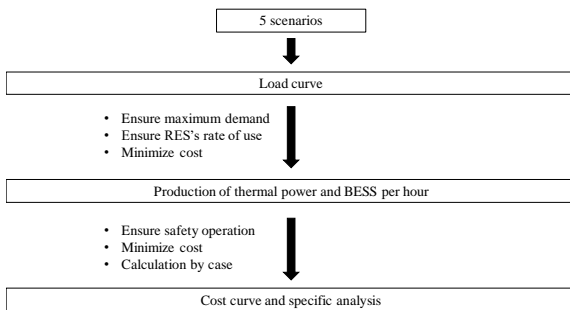 5 scenarios
Load curve
• Ensure maximum demand
• Ensure RES's rate of use
• Minimize cost
Production of thermal power and BESS per hour
• Ensure safety operation
• Minimize cost
• Calculation by case
Cost curve and specific analysis